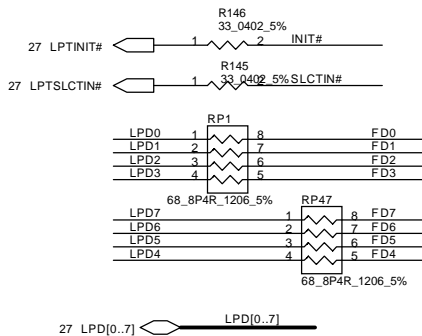 R146
33_0402_5%
27 LPTINIT# 1 2 INIT#
R145
33_0402_5%
27 LPTSLCTIN# 1 2 SLCTIN#
RP1
LPD0 1 8 FD0
LPD1 2 7 FD1
LPD2 3 6 FD2
LPD3 4 5 FD3
68_8P4R_1206_5%
RP47
LPD7 1 8 FD7
LPD6 2 7 FD6
LPD5 3 6 FD5
LPD4 4 5 FD4
68_8P4R_1206_5%
27 LPD[0..7] LPD[0..7]